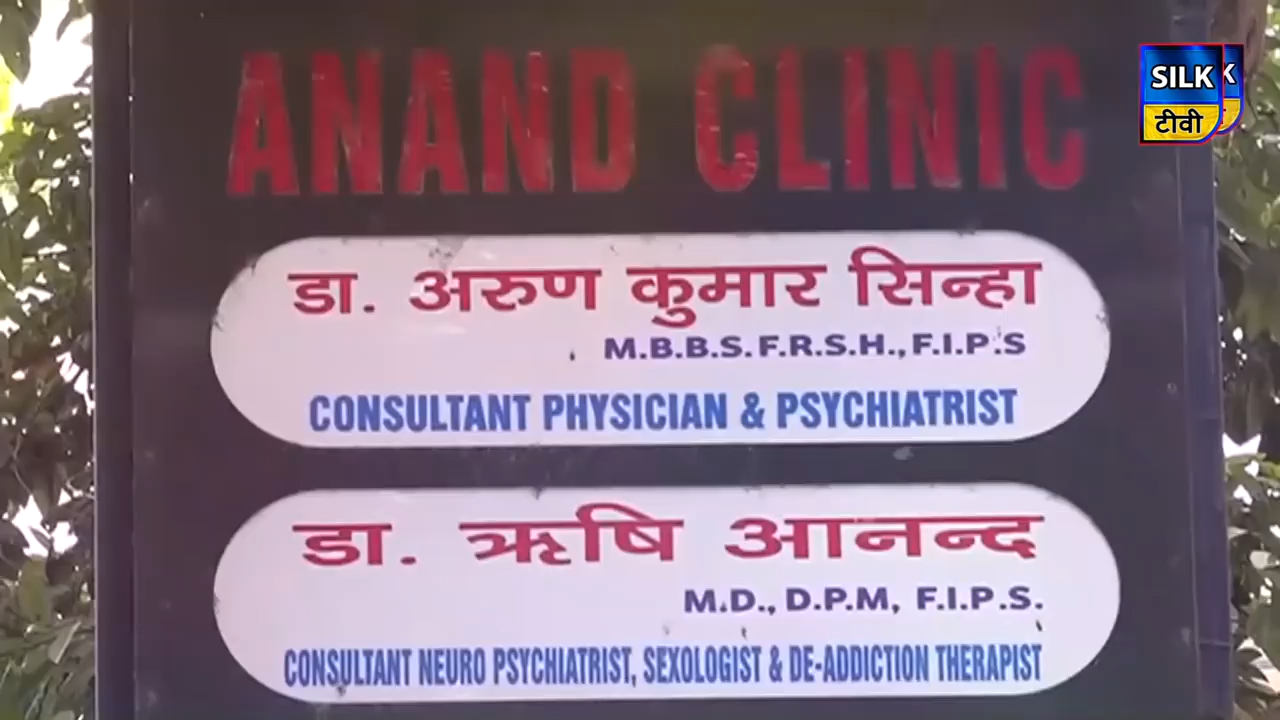 ANAND CLINIC
डा. अरुण कुमार सिन्हा
M.B.B.S. F.R.S.H., F.I.P.S
CONSULTANT PHYSICIAN & PSYCHIATRIST
डा. ऋषि आनन्द
M.D., D.P.M, F.I.P.S.
CONSULTANT NEURO PSYCHIATRIST, SEXOLOGIST & DE-ADDICTION THERAPIST
SILK
टीवी